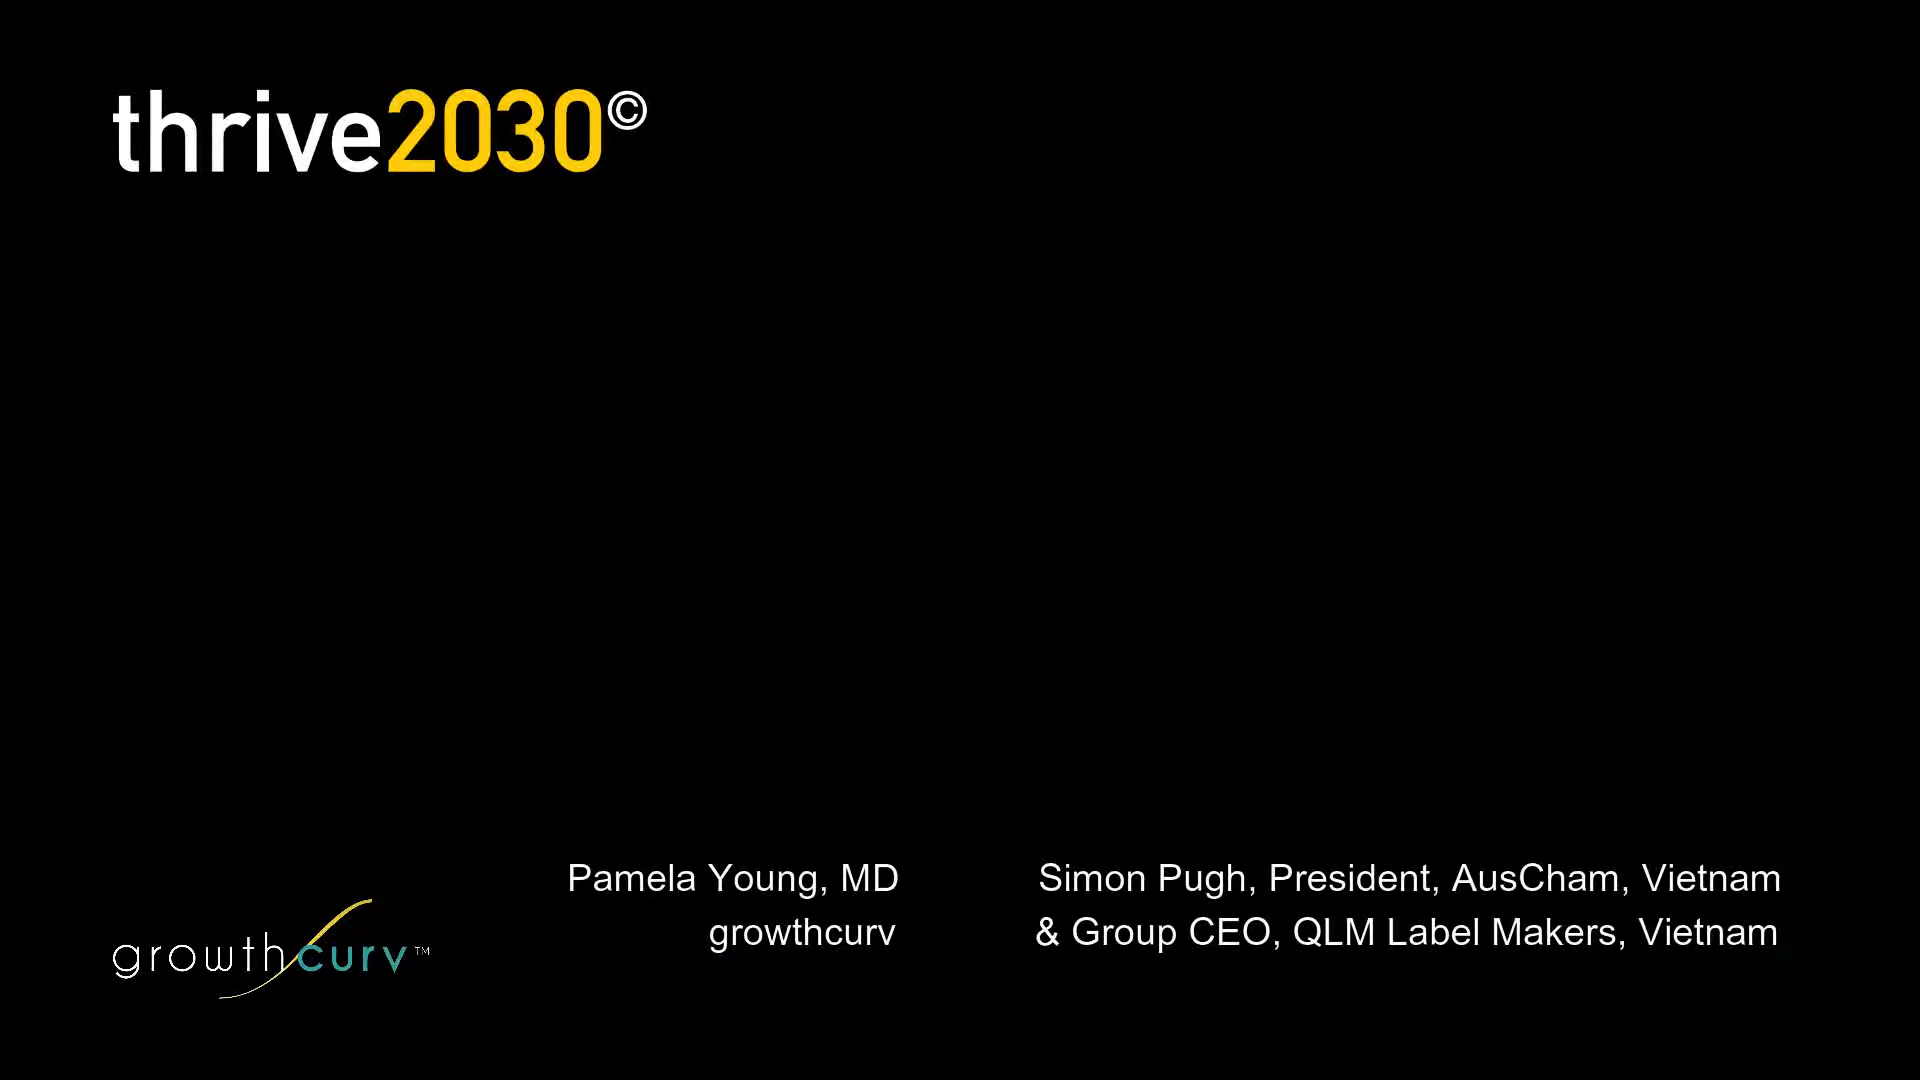 thrive2030©
Pamela Young, MD
growthcurv
Simon Pugh, President, AusCham, Vietnam
& Group CEO, QLM Label Makers, Vietnam
growthcurv™